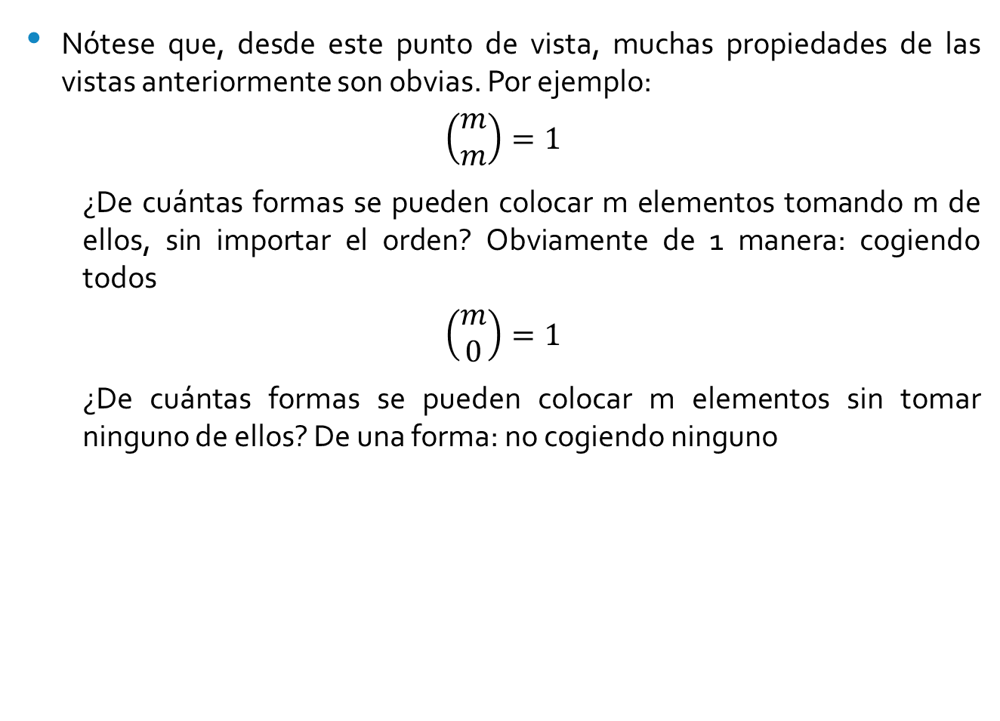 • Nótese que, desde este punto de vista, muchas propiedades de las
vistas anteriormente son obvias. Por ejemplo:
(m
m) = 1
¿De cuántas formas se pueden colocar m elementos tomando m de
ellos, sin importar el orden? Obviamente de 1 manera: cogiendo
todos
(m
0) = 1
¿De cuántas formas se pueden colocar m elementos sin tomar
ninguno de ellos? De una forma: no cogiendo ninguno